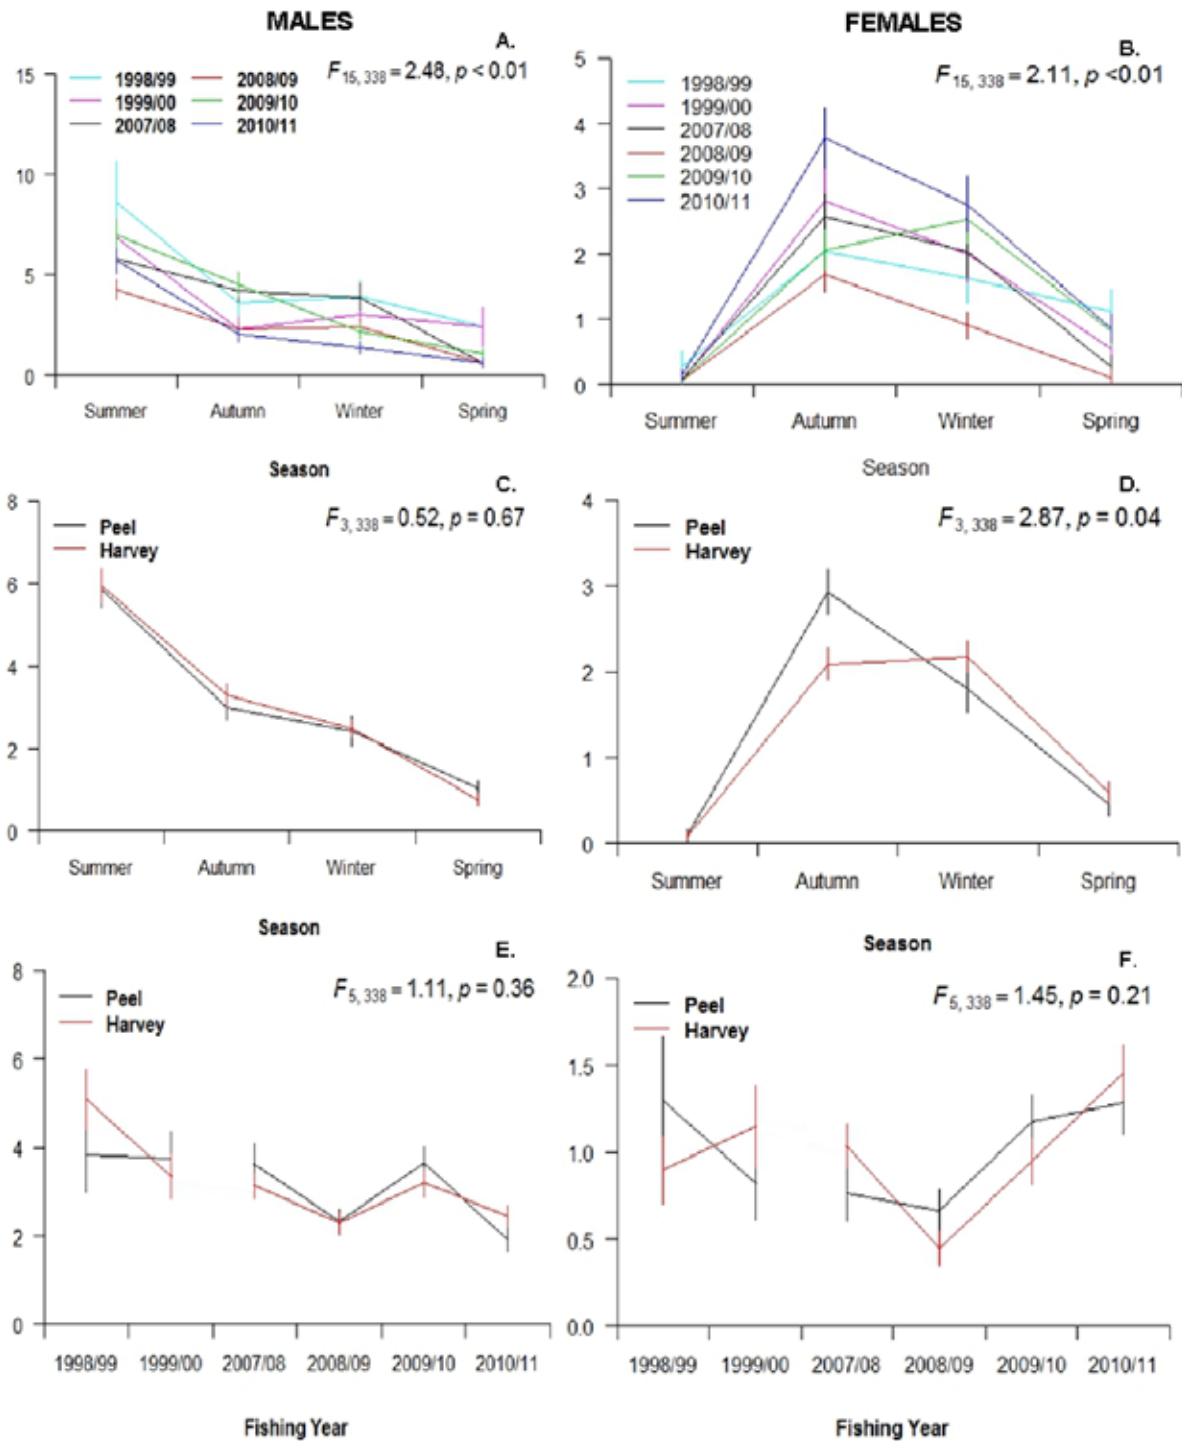 MALES
A.
F15, 338 = 2.48, p < 0.01
15
10
5
0
1998/99 2008/09
1999/00 2009/10
2007/08 2010/11
Summer Autumn Winter Spring
Season
FEMALES
B.
F15, 338 = 2.11, p <0.01
5
4
3
2
1
0
1998/99
1999/00
2007/08
2008/09
2009/10
2010/11
Summer Autumn Winter Spring
Season
C.
F3, 338 = 0.52, p = 0.67
8
6
4
2
0
Peel
Harvey
Summer Autumn Winter Spring
Season
D.
F3, 338 = 2.87, p = 0.04
4
3
2
1
0
Peel
Harvey
Summer Autumn Winter Spring
Season
E.
F5, 338 = 1.11, p = 0.36
8
6
4
2
0
Peel
Harvey
1998/99 1999/00 2007/08 2008/09 2009/10 2010/11
Fishing Year
F.
F5, 338 = 1.45, p = 0.21
2.0
1.5
1.0
0.5
0.0
Peel
Harvey
1998/99 1999/00 2007/08 2008/09 2009/10 2010/11
Fishing Year